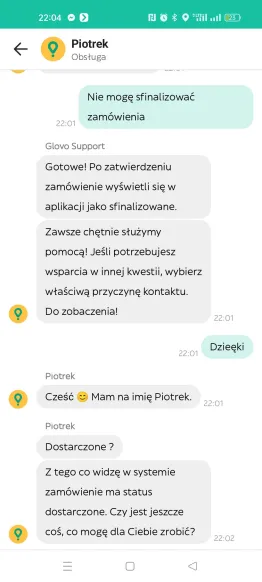 22:04
Piotrek
Obsługa
22:01
Nie mogę sfinalizować
zamówienia
22:01
Glovo Support
Gotowe! Po zatwierdzeniu
zamówienie wyświetli się w
aplikacji jako sfinalizowane.
Zawsze chętnie służymy
pomocą! Jeśli potrzebujesz
wsparcia w innej kwestii, wybierz
właściwą przyczynę kontaktu.
Do zobaczenia!
22:01
22:01
Dzieęki
Piotrek
Cześć 😊 Mam na imię Piotrek.
22:01
Piotrek
Dostarczone ?
Z tego co widzę w systemie
zamówienie ma status
dostarczone. Czy jest jeszcze
coś, co mogę dla Ciebie zrobić?
22:02